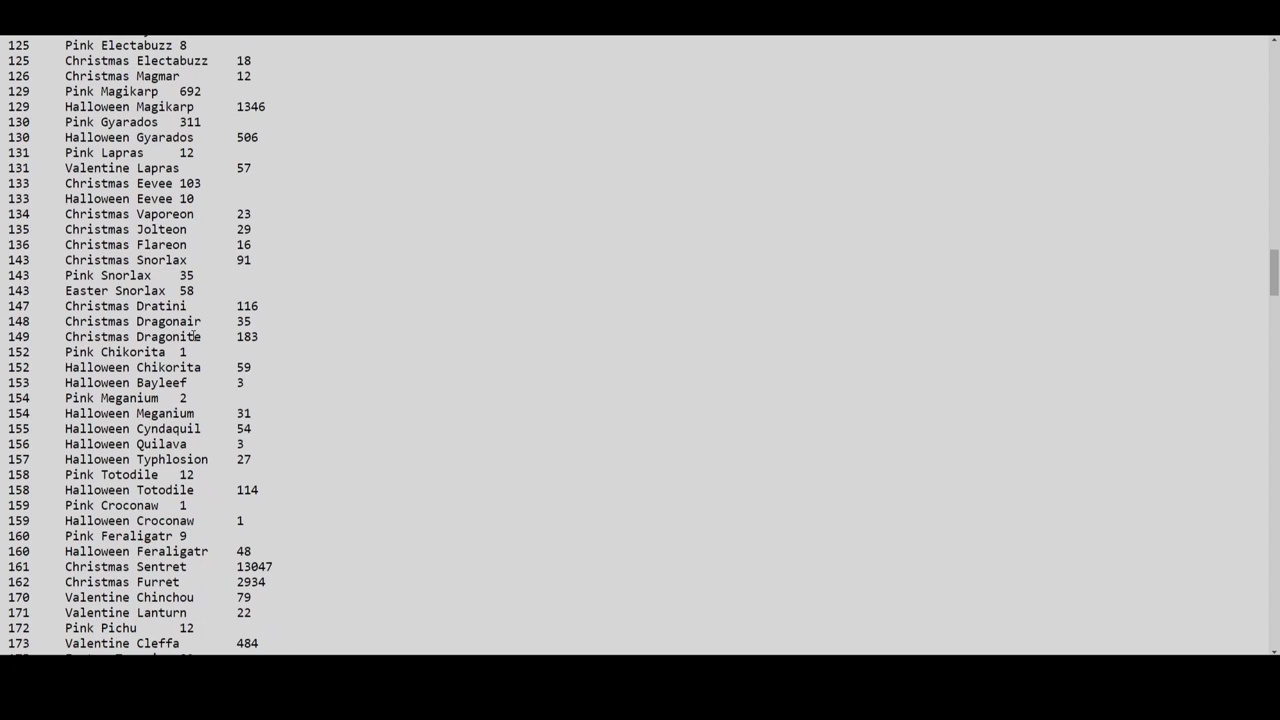 125 Pink Electabuzz 8
125 Christmas Electabuzz 18
126 Christmas Magmar 12
129 Pink Magikarp 692
129 Halloween Magikarp 1346
130 Pink Gyarados 311
130 Halloween Gyarados 506
131 Pink Lapras 12
131 Valentine Lapras 57
133 Christmas Eevee 103
133 Halloween Eevee 10
134 Christmas Vaporeon 23
135 Christmas Jolteon 29
136 Christmas Flareon 16
143 Christmas Snorlax 91
143 Pink Snorlax 35
143 Easter Snorlax 58
147 Christmas Dratini 116
148 Christmas Dragonair 35
149 Christmas Dragonite 183
152 Pink Chikorita 1
152 Halloween Chikorita 59
153 Halloween Bayleef 3
154 Pink Meganium 2
154 Halloween Meganium 31
155 Halloween Cyndaquil 54
156 Halloween Quilava 3
157 Halloween Typhlosion 27
158 Pink Totodile 12
158 Halloween Totodile 114
159 Pink Croconaw 1
159 Halloween Croconaw 1
160 Pink Feraligatr 9
160 Halloween Feraligatr 48
161 Christmas Sentret 13047
162 Christmas Furret 2934
170 Valentine Chinchou 79
171 Valentine Lanturn 22
172 Pink Pichu 12
173 Valentine Cleffa 484